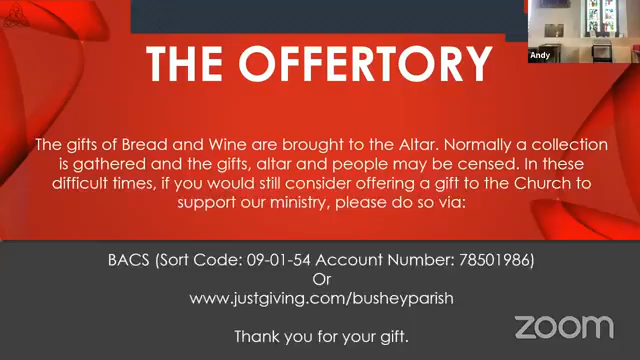 Andy
THE OFFERTORY
The gifts of Bread and Wine are brought to the Altar. Normally a collection
is gathered and the gifts, altar and people may be censed. In these
difficult times, if you would still consider offering a gift to the Church to
support our ministry, please do so via:
BACS (Sort Code: 09-01-54 Account Number: 78501986)
Or
www.justgiving.com/busheyparish
Thank you for your gift.
zoom